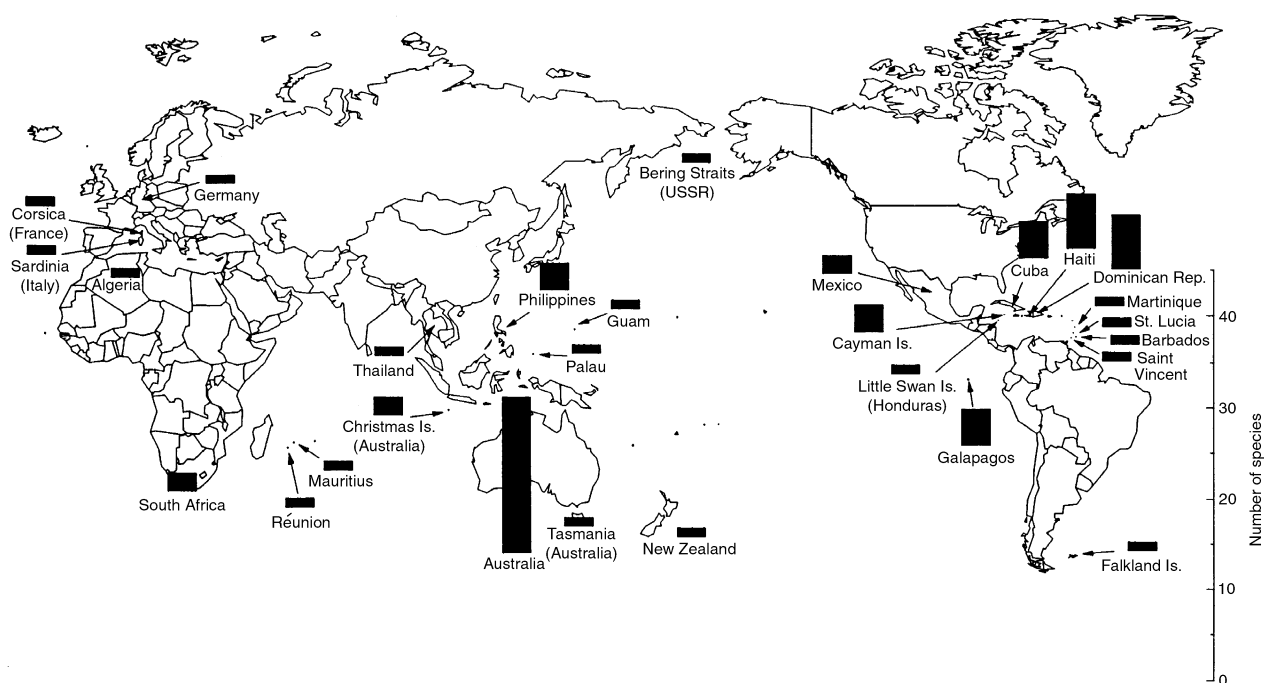 Bering Straits
(USSR)
Germany
Corsica
(France)
Sardinia
(Italy)
Algeria
Philippines
Guam
Thailand
Palau
Christmas Is.
(Australia)
Mauritius
South Africa
Réunion
Tasmania
(Australia)
Australia
New Zealand
Mexico
Cuba
Haiti
Dominican Rep.
Martinique
St. Lucia
Barbados
Saint
Vincent
Cayman Is.
Little Swan Is.
(Honduras)
Galapagos
Falkland Is.
40
30
20
10
0
Number of species